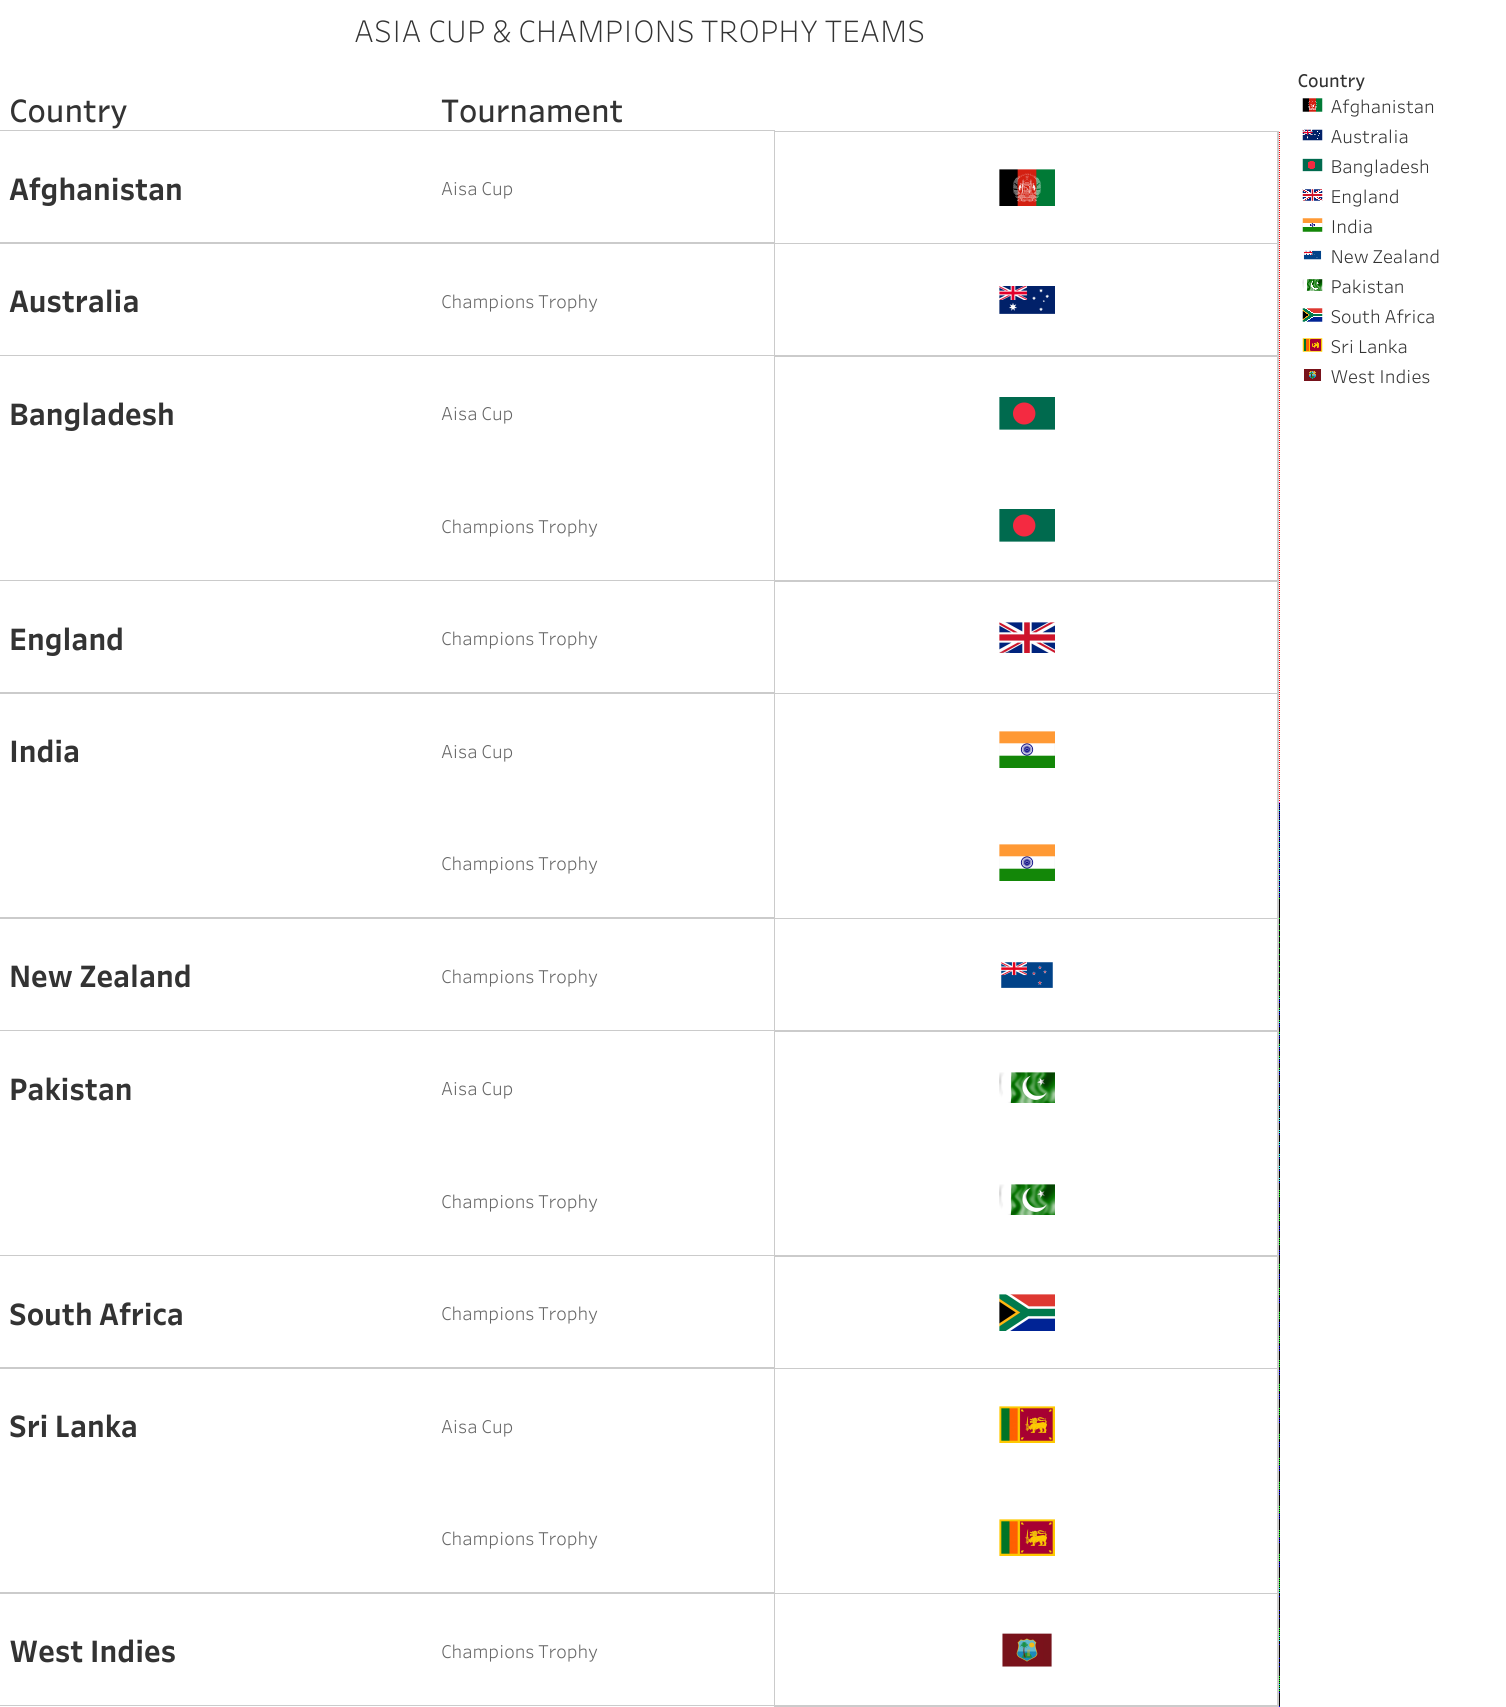 ASIA CUP & CHAMPIONS TROPHY TEAMS
Country Tournament
Afghanistan Aisa Cup
Australia Champions Trophy
Bangladesh Aisa Cup
Champions Trophy
England Champions Trophy
India Aisa Cup
Champions Trophy
New Zealand Champions Trophy
Pakistan Aisa Cup
Champions Trophy
South Africa Champions Trophy
Sri Lanka Aisa Cup
Champions Trophy
West Indies Champions Trophy
Country
Afghanistan
Australia
Bangladesh
England
India
New Zealand
Pakistan
South Africa
Sri Lanka
West Indies